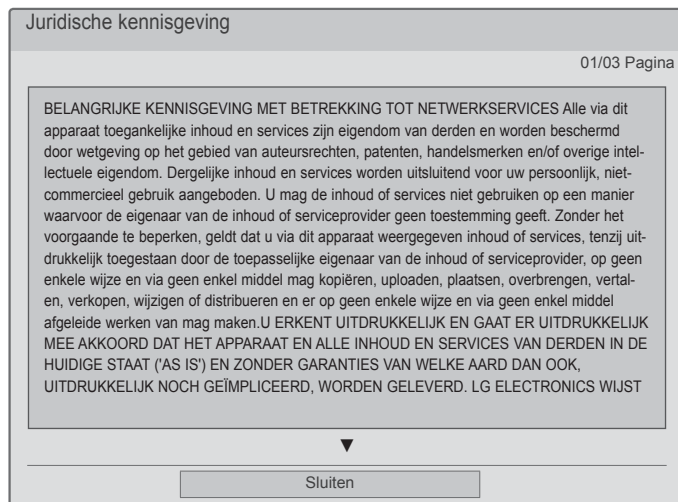 Juridische kennisgeving
01/03 Pagina
BELANGRIJKE KENNISGEVING MET BETREKKING TOT NETWERKSERVICES Alle via dit
apparaat toegankelijke inhoud en services zijn eigendom van derden en worden beschermd
door wetgeving op het gebied van auteursrechten, patenten, handelsmerken en/of overige intel-
lectuele eigendom. Dergelijke inhoud en services worden uitsluitend voor uw persoonlijk, niet-
commercieel gebruik aangeboden. U mag de inhoud of services niet gebruiken op een manier
waarvoor de eigenaar van de inhoud of serviceprovider geen toestemming geeft. Zonder het
voorgaande te beperken, geldt dat u via dit apparaat weergegeven inhoud of services, tenzij uit-
drukkelijk toegestaan door de toepasselijke eigenaar van de inhoud of serviceprovider, op geen
enkele wijze en via geen enkel middel mag kopiëren, uploaden, plaatsen, overbrengen, vertal-
en, verkopen, wijzigen of distribueren en er op geen enkele wijze en via geen enkel middel
afgeleide werken van mag maken.U ERKENT UITDRUKKELIJK EN GAAT ER UITDRUKKELIJK
MEE AKKOORD DAT HET APPARAAT EN ALLE INHOUD EN SERVICES VAN DERDEN IN DE
HUIDIGE STAAT ('AS IS') EN ZONDER GARANTIES VAN WELKE AARD DAN OOK,
UITDRUKKELIJK NOCH GEÏMPLICEERD, WORDEN GELEVERD. LG ELECTRONICS WIJST
Sluiten